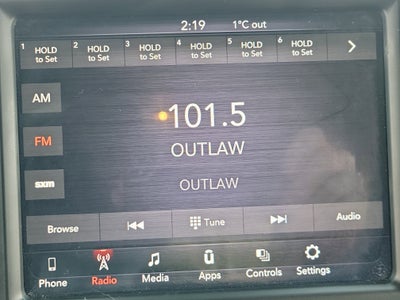 2:19 1°C out
1 HOLD to Set 2 HOLD to Set 3 HOLD to Set 4 HOLD to Set 5 HOLD to Set 6 HOLD to Set
AM
101.5
FM
OUTLAW
sxm
OUTLAW
Browse Tune Audio
Phone Radio Media Apps Controls Settings